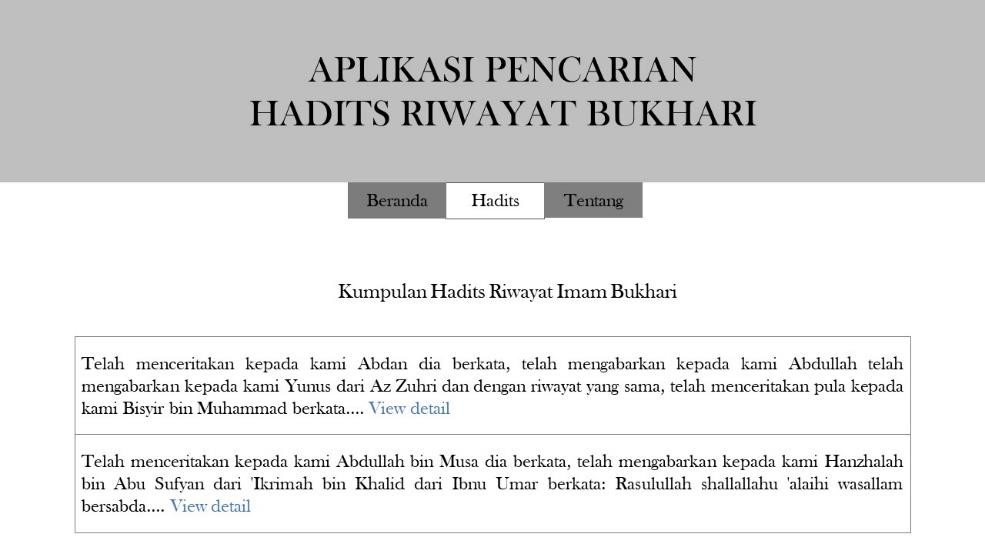 APLIKASI PENCARIAN
HADITS RIWAYAT BUKHARI
Beranda Hadits Tentang
Kumpulan Hadits Riwayat Imam Bukhari
Telah menceritakan kepada kami Abdan dia berkata, telah mengabarkan kepada kami Abdullah telah
mengabarkan kepada kami Yunus dari Az Zuhri dan dengan riwayat yang sama, telah menceritakan pula kepada
kami Bisyir bin Muhammad berkata.... View detail
Telah menceritakan kepada kami Abdullah bin Musa dia berkata, telah mengabarkan kepada kami Hanzhalah
bin Abu Sufyan dari 'Ikrimah bin Khalid dari Ibnu Umar berkata: Rasulullah shallallahu 'alaihi wasallam
bersabda.... View detail